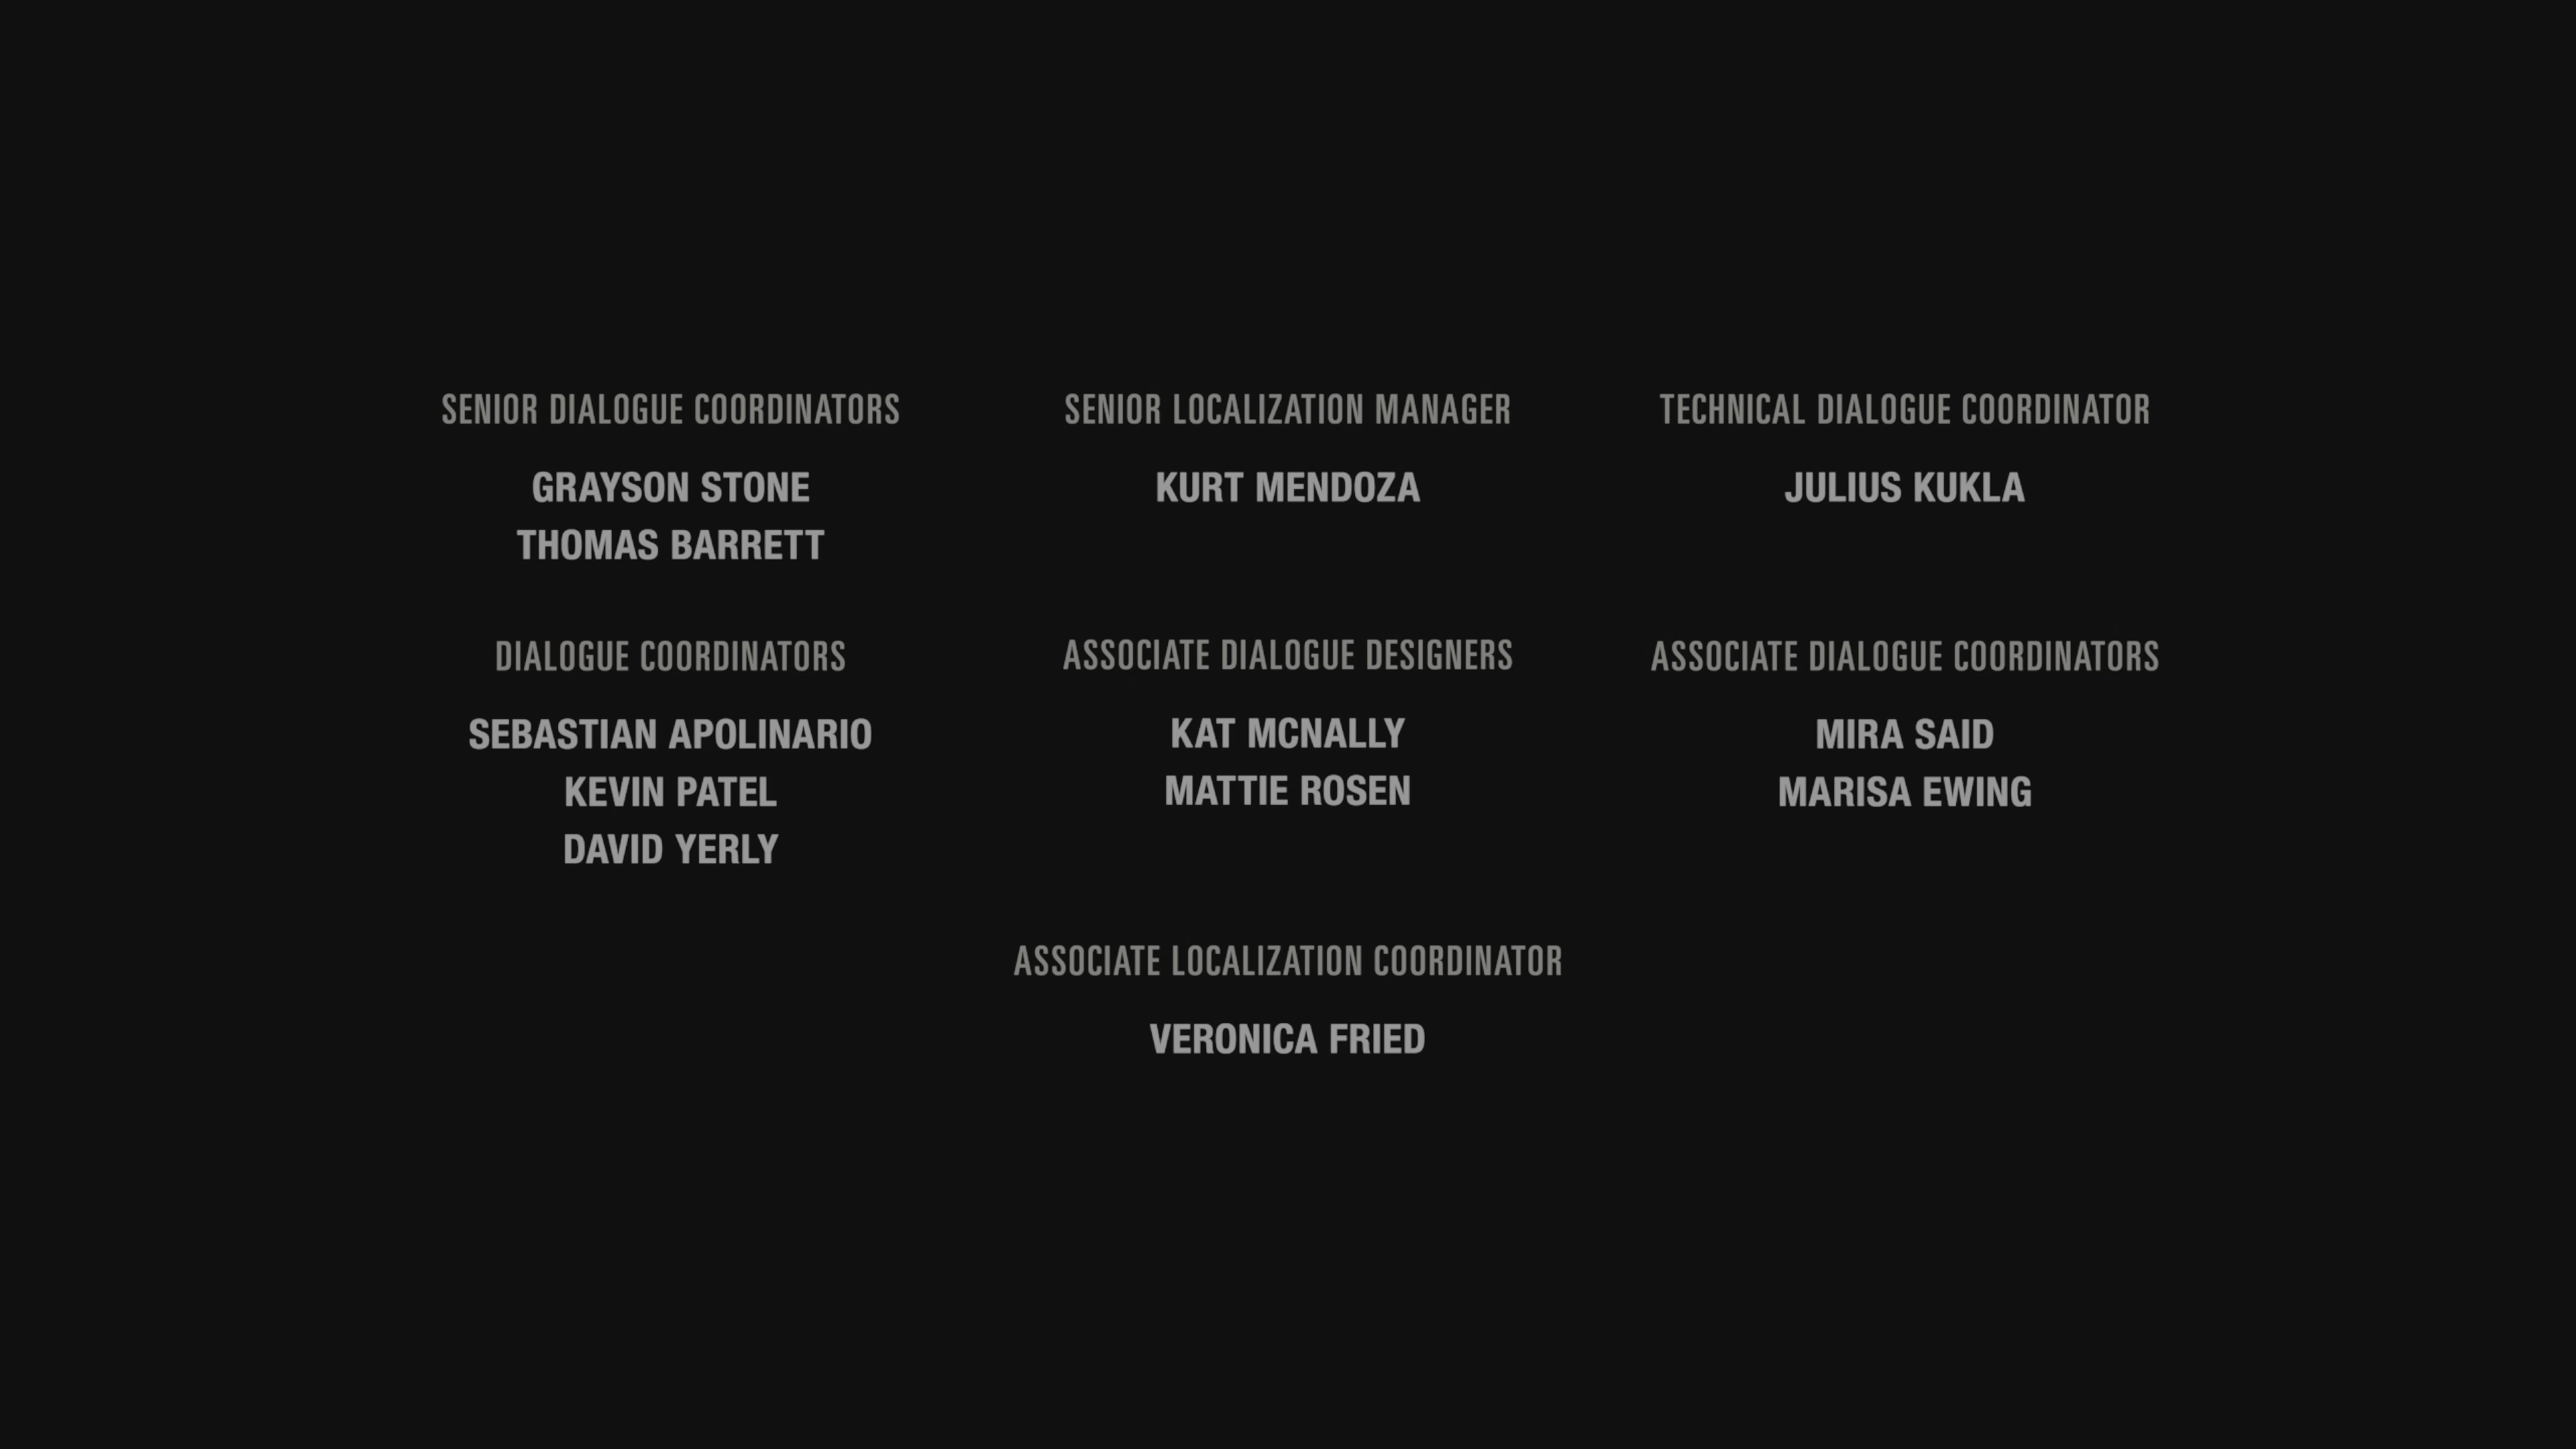 SENIOR DIALOGUE COORDINATORS
GRAYSON STONE
THOMAS BARRETT
SENIOR LOCALIZATION MANAGER
KURT MENDOZA
TECHNICAL DIALOGUE COORDINATOR
JULIUS KUKLA
DIALOGUE COORDINATORS
SEBASTIAN APOLINARIO
KEVIN PATEL
DAVID YERLY
ASSOCIATE DIALOGUE DESIGNERS
KAT MCNALLY
MATTIE ROSEN
ASSOCIATE DIALOGUE COORDINATORS
MIRA SAID
MARISA EWING
ASSOCIATE LOCALIZATION COORDINATOR
VERONICA FRIED